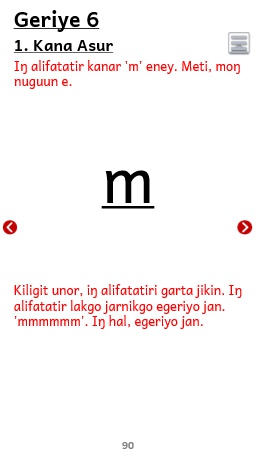 Geriye 6
1. Kana Asur
Iŋ alifatatir kanar 'm' eney. Meti, moŋ
nuguun e.
m
Kiligit unor, iŋ alifatatiri garta jikin. Iŋ
alifatatir lakgo jarnikgo egeriyo jan.
'mmmmmm'. Iŋ hal, egeriyo jan.
90